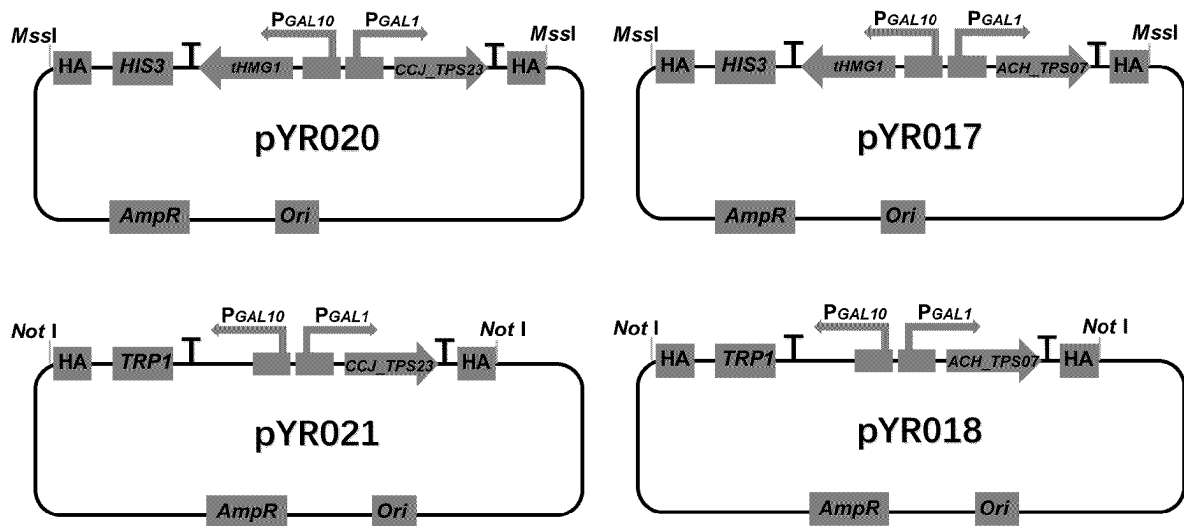 PGAL10 PGAL1
MssI MssI
HA HIS3 tHMG1 CCJ_TPS23 HA
pYR020
AmpR Ori
PGAL10 PGAL1
MssI MssI
HA HIS3 tHMG1 ACH_TPS07 HA
pYR017
AmpR Ori
PGAL10 PGAL1
Not I Not I
HA TRP1 CCJ_TPS23 HA
pYR021
AmpR Ori
PGAL10 PGAL1
Not I Not I
HA TRP1 ACH_TPS07 HA
pYR018
AmpR Ori